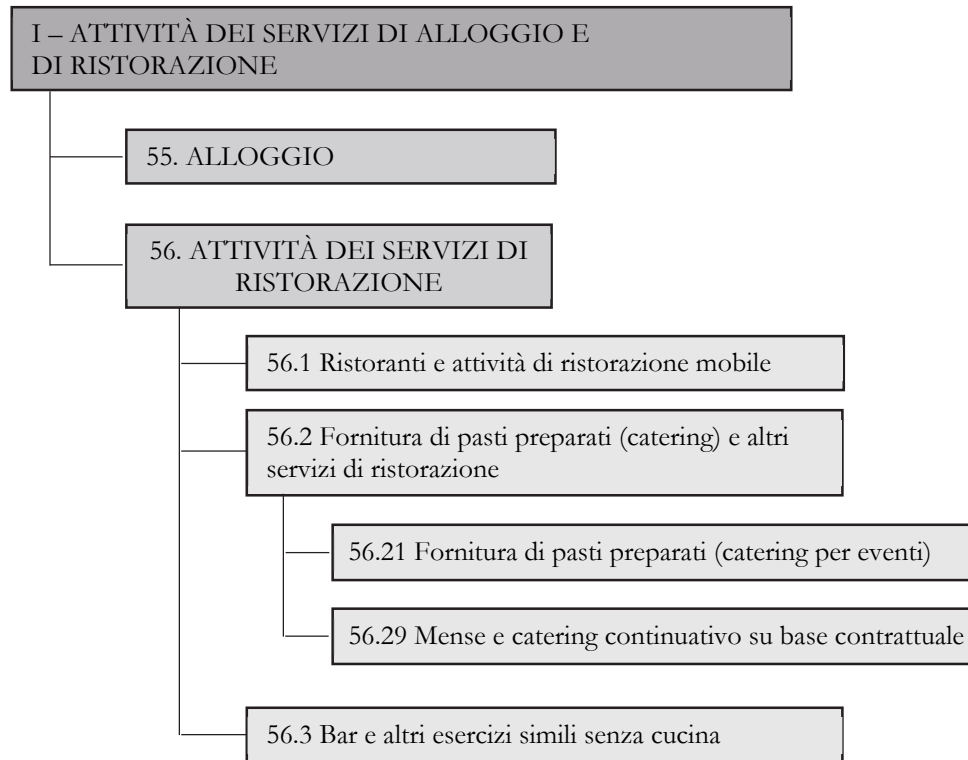 I – ATTIVITÀ DEI SERVIZI DI ALLOGGIO E
DI RISTORAZIONE
55. ALLOGGIO
56. ATTIVITÀ DEI SERVIZI DI
RISTORAZIONE
56.1 Ristoranti e attività di ristorazione mobile
56.2 Fornitura di pasti preparati (catering) e altri
servizi di ristorazione
56.21 Fornitura di pasti preparati (catering per eventi)
56.29 Mense e catering continuativo su base contrattuale
56.3 Bar e altri esercizi simili senza cucina